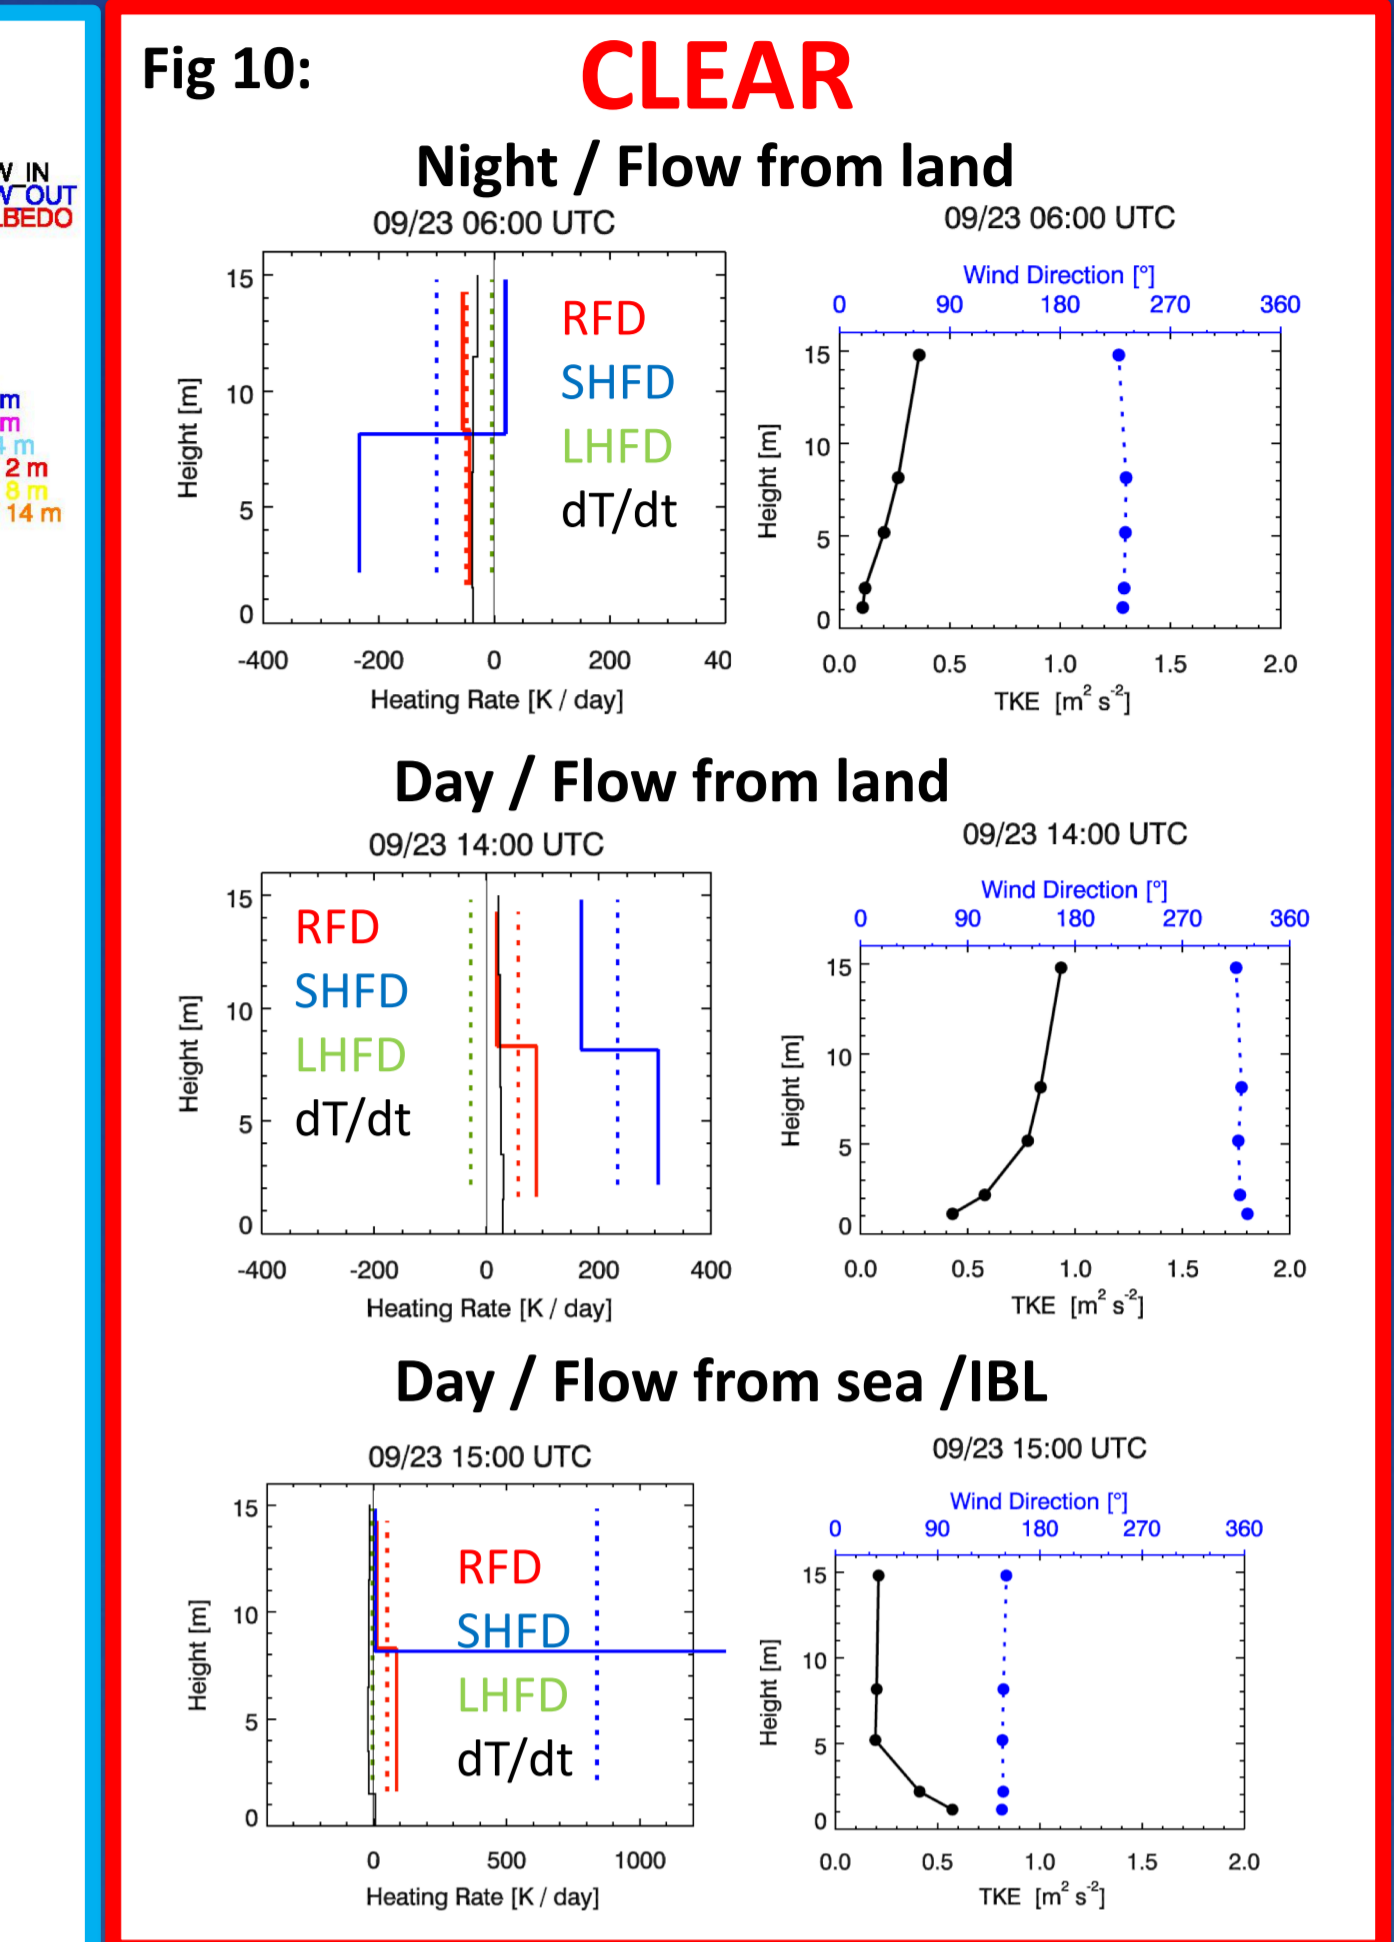 Fig 10:
CLEAR
Night / Flow from land
09/23 06:00 UTC
15
10
5
0
Height [m]
RFD
SHFD
LHFD
dT/dt
-400 -200 0 200 40
Heating Rate [K / day]
09/23 06:00 UTC
Wind Direction [°]
0 90 180 270 360
15
10
5
0
Height [m]
0.0 0.5 1.0 1.5 2.0
TKE [m² s⁻²]
Day / Flow from land
09/23 14:00 UTC
15
10
5
0
Height [m]
RFD
SHFD
LHFD
dT/dt
-400 -200 0 200 400
Heating Rate [K / day]
09/23 14:00 UTC
Wind Direction [°]
0 90 180 270 360
15
10
5
0
Height [m]
0.0 0.5 1.0 1.5 2.0
TKE [m² s⁻²]
Day / Flow from sea /IBL
09/23 15:00 UTC
15
10
5
0
Height [m]
RFD
SHFD
LHFD
dT/dt
0 500 1000
Heating Rate [K / day]
09/23 15:00 UTC
Wind Direction [°]
0 90 180 270 360
15
10
5
0
Height [m]
0.0 0.5 1.0 1.5 2.0
TKE [m² s⁻²]
IN
OUT
m
m
m
2 m
8 m
14 m